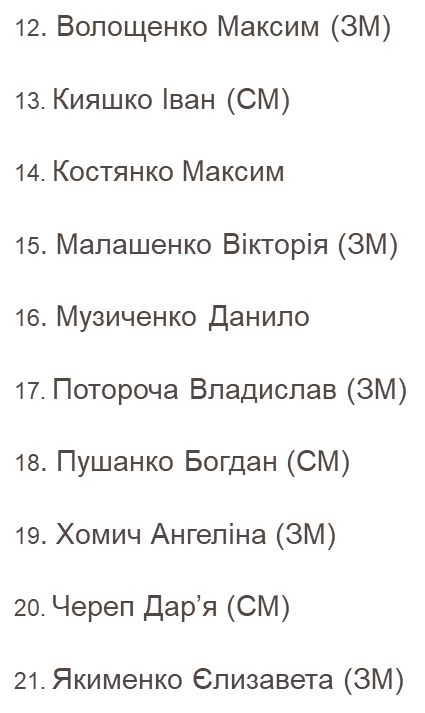 12. Волощенко Максим (ЗМ)
13. Кияшко Іван (СМ)
14. Костянко Максим
15. Малашенко Вікторія (ЗМ)
16. Музиченко Данило
17. Потороча Владислав (ЗМ)
18. Пушанко Богдан (СМ)
19. Хомич Ангеліна (ЗМ)
20. Череп Дар’я (СМ)
21. Якименко Єлизавета (ЗМ)